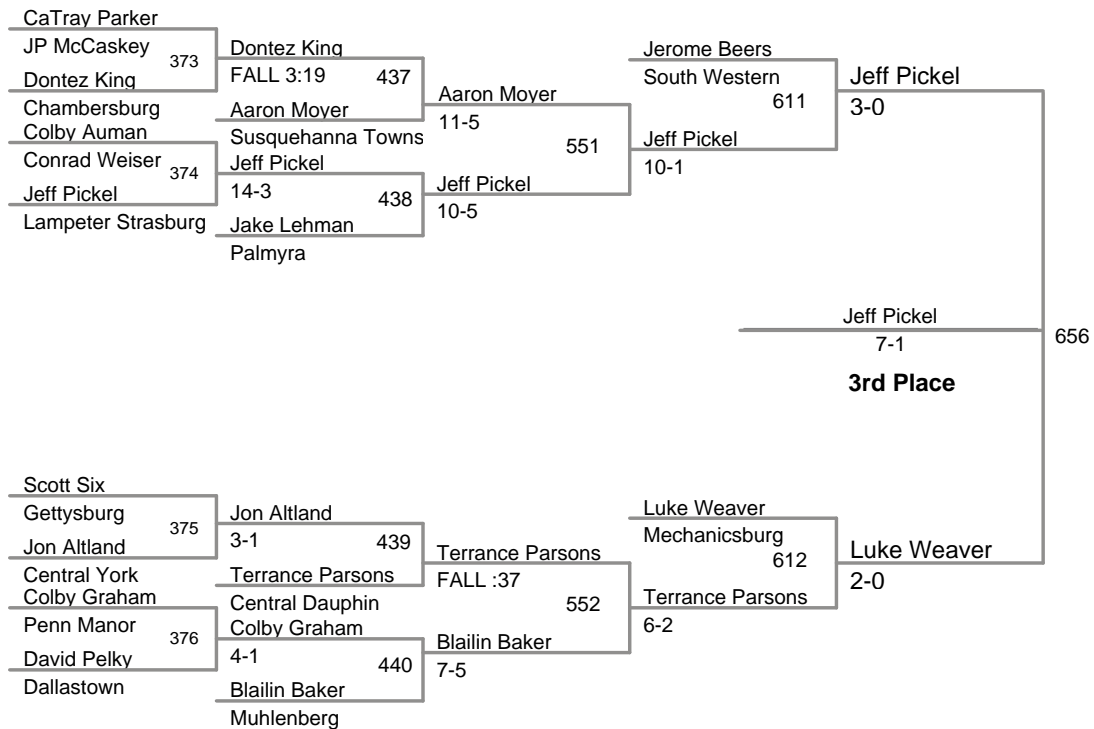 CaTray Parker
JP McCaskey
373
Dontez King
Chambersburg
Colby Auman
Conrad Weiser
374
Jeff Pickel
Lampeter Strasburg
Dontez King
FALL 3:19
437
Aaron Moyer
Susquehanna Towns
Jeff Pickel
14-3
438
Jake Lehman
Palmyra
Aaron Moyer
11-5
551
Jeff Pickel
10-5
Jerome Beers
South Western
611
Jeff Pickel
10-1
Jeff Pickel
3-0
Jeff Pickel
7-1
656
3rd Place
Scott Six
Gettysburg
375
Jon Altland
Central York
Colby Graham
Penn Manor
376
David Pelky
Dallastown
Jon Altland
3-1
439
Terrance Parsons
Central Dauphin
Colby Graham
4-1
440
Blailin Baker
Muhlenberg
Terrance Parsons
FALL :37
552
Blailin Baker
7-5
Luke Weaver
Mechanicsburg
612
Terrance Parsons
6-2
Luke Weaver
2-0